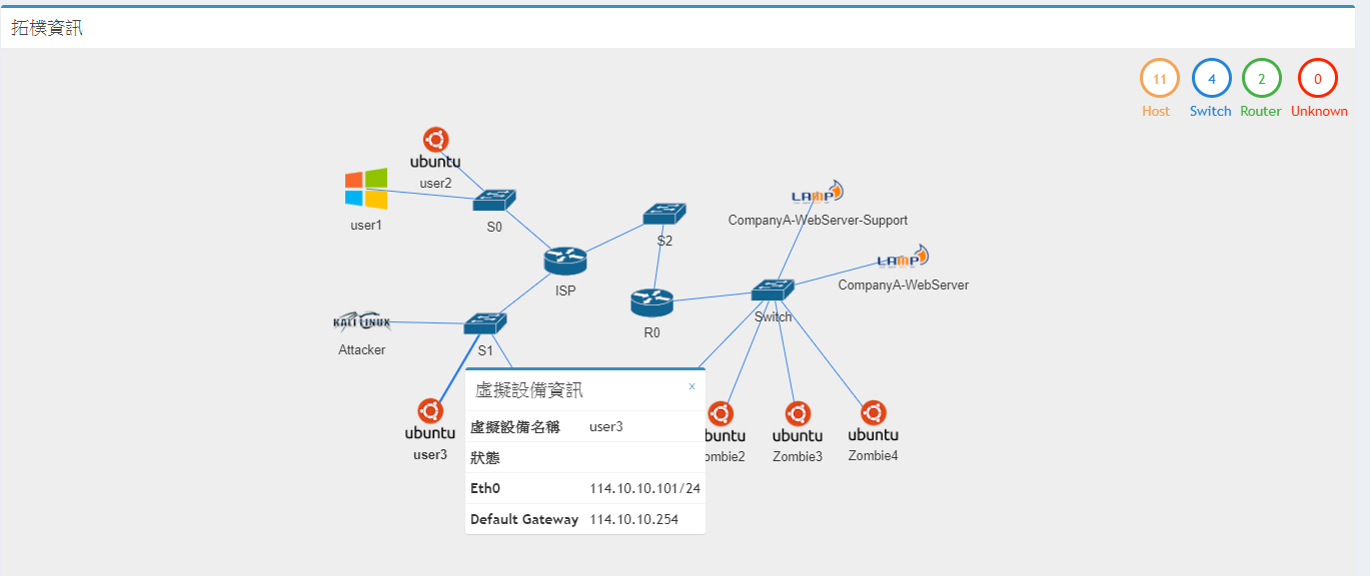 拓樸資訊
11
4
2
0
Host
Switch
Router
Unknown
ubuntu
user2
user1
S0
S2
LAMP
CompanyA-WebServer-Support
ISP
LAMP
CompanyA-WebServer
R0
Switch
KALI LINUX
Attacker
S1
虛擬設備資訊
×
虛擬設備名稱 user3
狀態
Eth0 114.10.10.101/24
Default Gateway 114.10.10.254
ubuntu
user3
buntu
ombie2
ubuntu
Zombie3
ubuntu
Zombie4